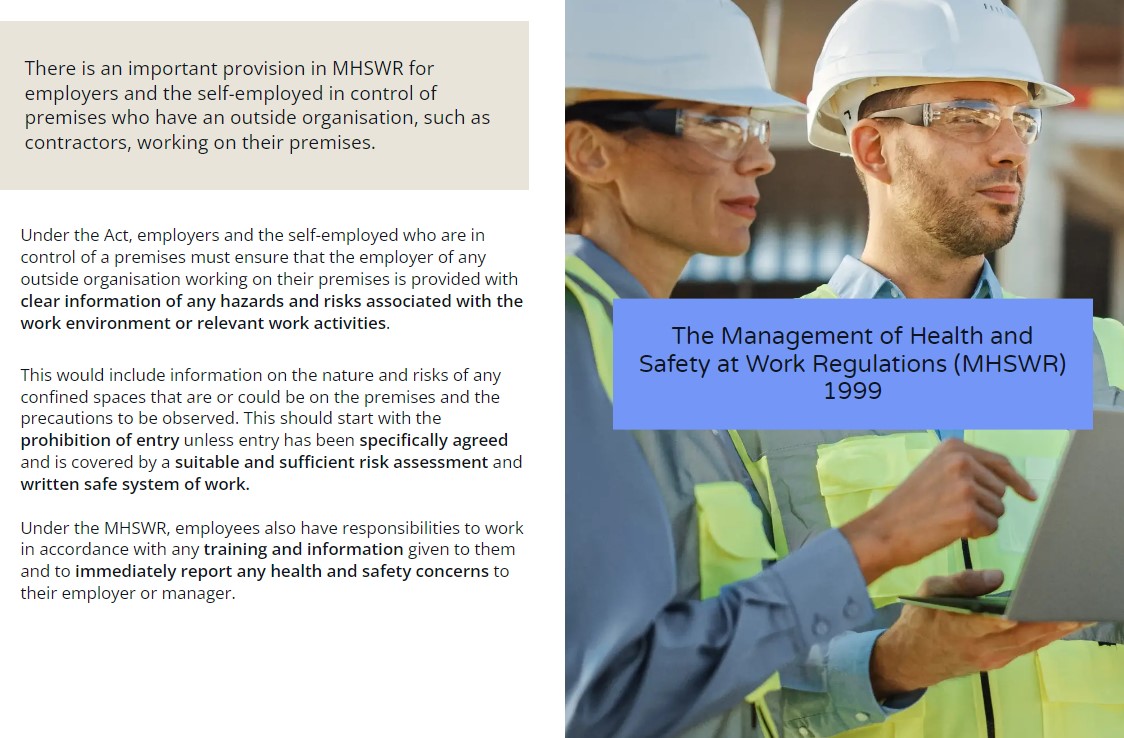 There is an important provision in MHSWR for
employers and the self-employed in control of
premises who have an outside organisation, such as
contractors, working on their premises.
Under the Act, employers and the self-employed who are in
control of a premises must ensure that the employer of any
outside organisation working on their premises is provided with
clear information of any hazards and risks associated with the
work environment or relevant work activities.
This would include information on the nature and risks of any
confined spaces that are or could be on the premises and the
precautions to be observed. This should start with the
prohibition of entry unless entry has been specifically agreed
and is covered by a suitable and sufficient risk assessment and
written safe system of work.
Under the MHSWR, employees also have responsibilities to work
in accordance with any training and information given to them
and to immediately report any health and safety concerns to
their employer or manager.
The Management of Health and
Safety at Work Regulations (MHSWR)
1999